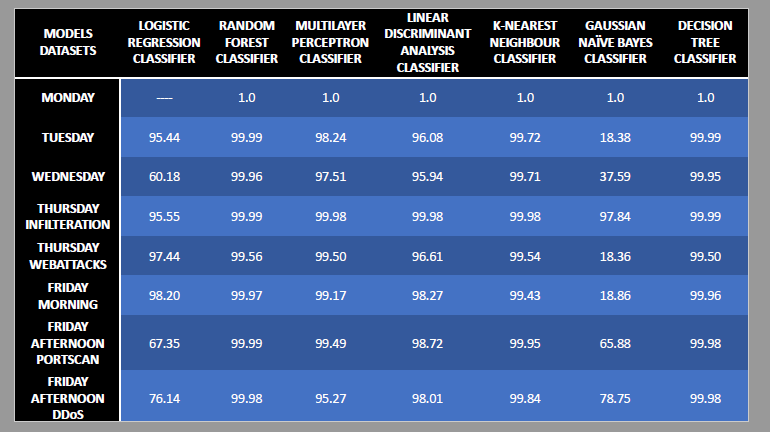 MODELS DATASETS LOGISTIC REGRESSION CLASSIFIER RANDOM FOREST CLASSIFIER MULTILAYER PERCEPTRON CLASSIFIER LINEAR DISCRIMINANT ANALYSIS CLASSIFIER K-NEAREST NEIGHBOUR CLASSIFIER GAUSSIAN NAÏVE BAYES CLASSIFIER DECISION TREE CLASSIFIER
MONDAY ---- 1.0 1.0 1.0 1.0 1.0 1.0
TUESDAY 95.44 99.99 98.24 96.08 99.72 18.38 99.99
WEDNESDAY 60.18 99.96 97.51 95.94 99.71 37.59 99.95
THURSDAY INFILTERATION 95.55 99.99 99.98 99.98 99.98 97.84 99.99
THURSDAY WEBATTACKS 97.44 99.56 99.50 96.61 99.54 18.36 99.50
FRIDAY MORNING 98.20 99.97 99.17 98.27 99.43 18.86 99.96
FRIDAY AFTERNOON PORTSCAN 67.35 99.99 99.49 98.72 99.95 65.88 99.98
FRIDAY AFTERNOON DDoS 76.14 99.98 95.27 98.01 99.84 78.75 99.98